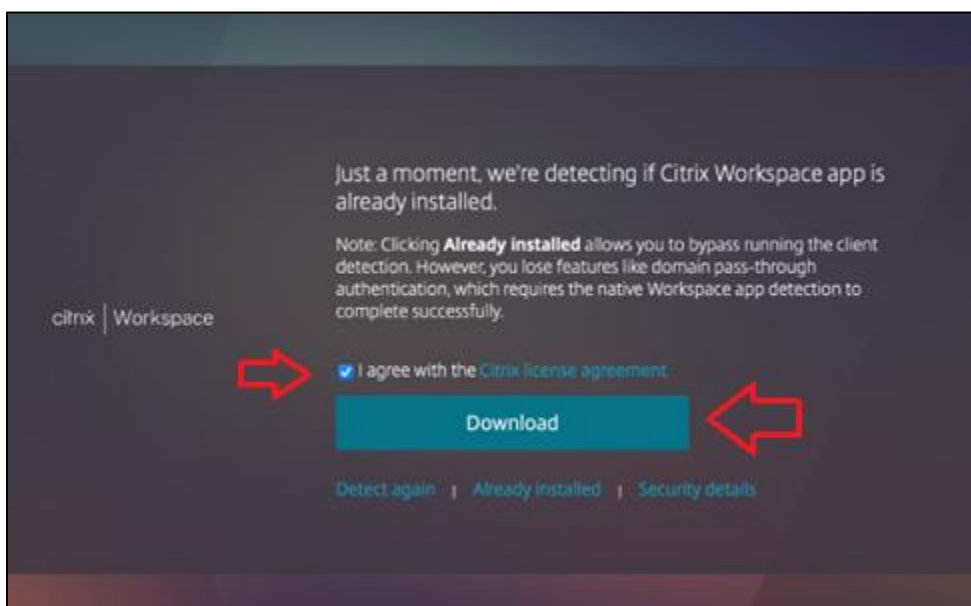 Just a moment, we're detecting if Citrix Workspace app is
already installed.
Note: Clicking Already installed allows you to bypass running the client
detection. However, you lose features like domain pass-through
authentication, which requires the native Workspace app detection to
complete successfully.
citrix | Workspace
I agree with the Citrix license agreement
Download
Detect again | Already installed | Security details